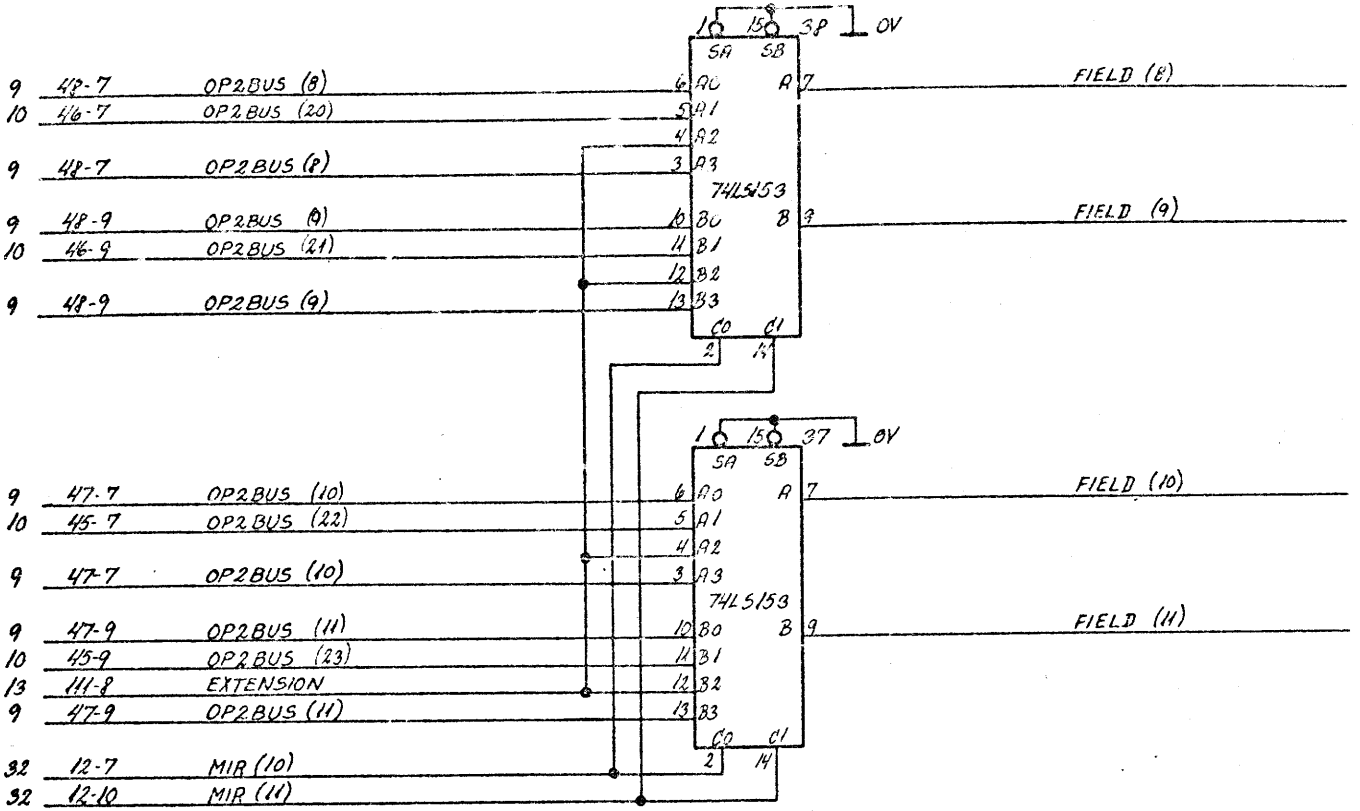 1 15 38 0V
SA SB
9 48-7 OP2BUS (8) 6 A0 A 7 FIELD (8)
10 46-7 OP2BUS (20) 5 A1
4 A2
9 48-7 OP2BUS (8) 3 A3
74LS153
9 48-9 OP2BUS (9) 10 B0 B 9 FIELD (9)
10 46-9 OP2BUS (21) 11 B1
12 B2
9 48-9 OP2BUS (9) 13 B3
C0 C1
2 14
1 15 37 0V
SA SB
9 47-7 OP2BUS (10) 6 A0 A 7 FIELD (10)
10 45-7 OP2BUS (22) 5 A1
4 A2
9 47-7 OP2BUS (10) 3 A3
74LS153
9 47-9 OP2BUS (11) 10 B0 B 9 FIELD (11)
10 45-9 OP2BUS (23) 11 B1
13 111-8 EXTENSION 12 B2
9 47-9 OP2BUS (11) 13 B3
C0 C1
2 14
32 12-7 MIR (10)
32 12-10 MIR (11)